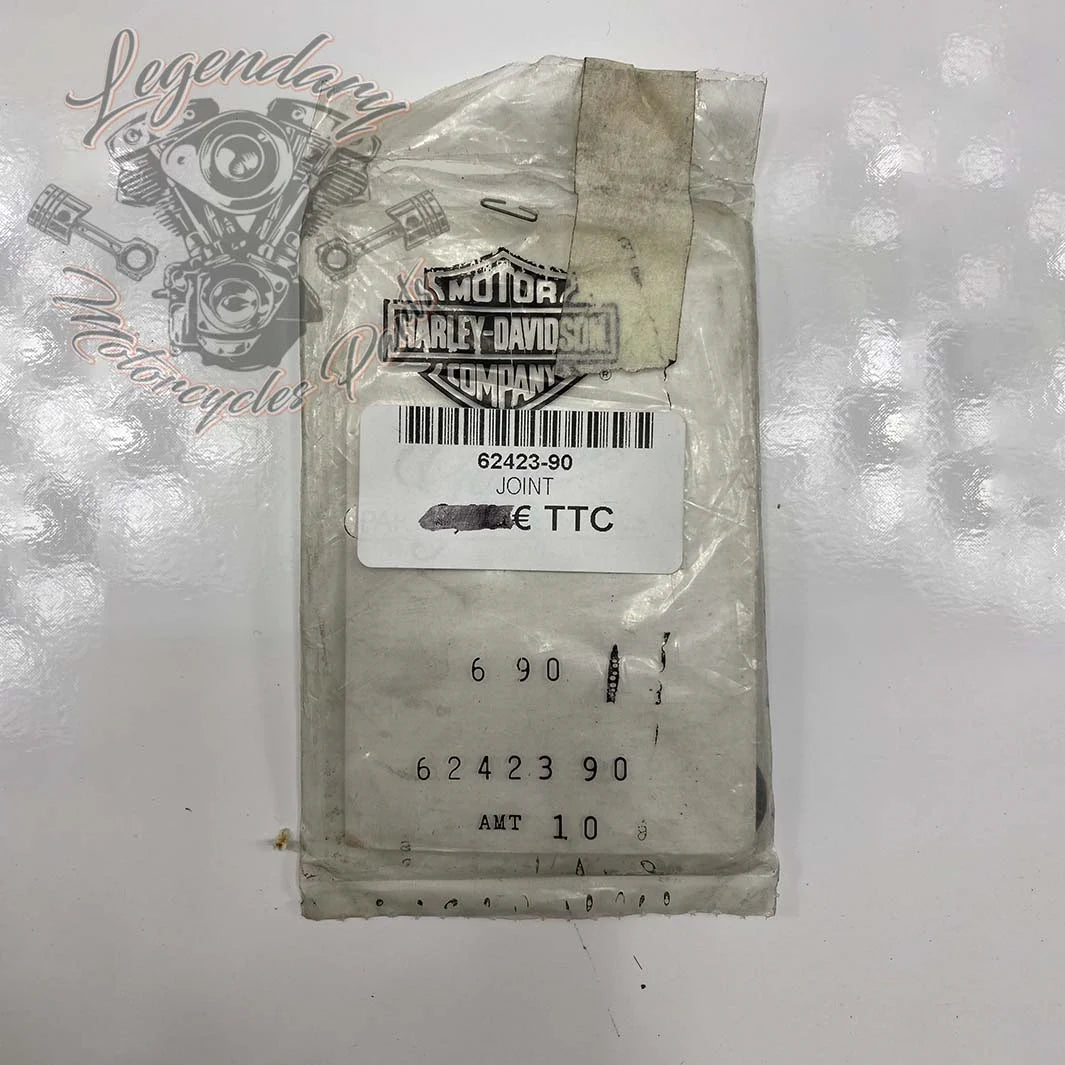 Legendary
Motorcycles Parts
MOTOR
HARLEY-DAVIDSON
COMPANY
®
62423-90
JOINT
€ TTC
6 90
62423 90
AMT 10